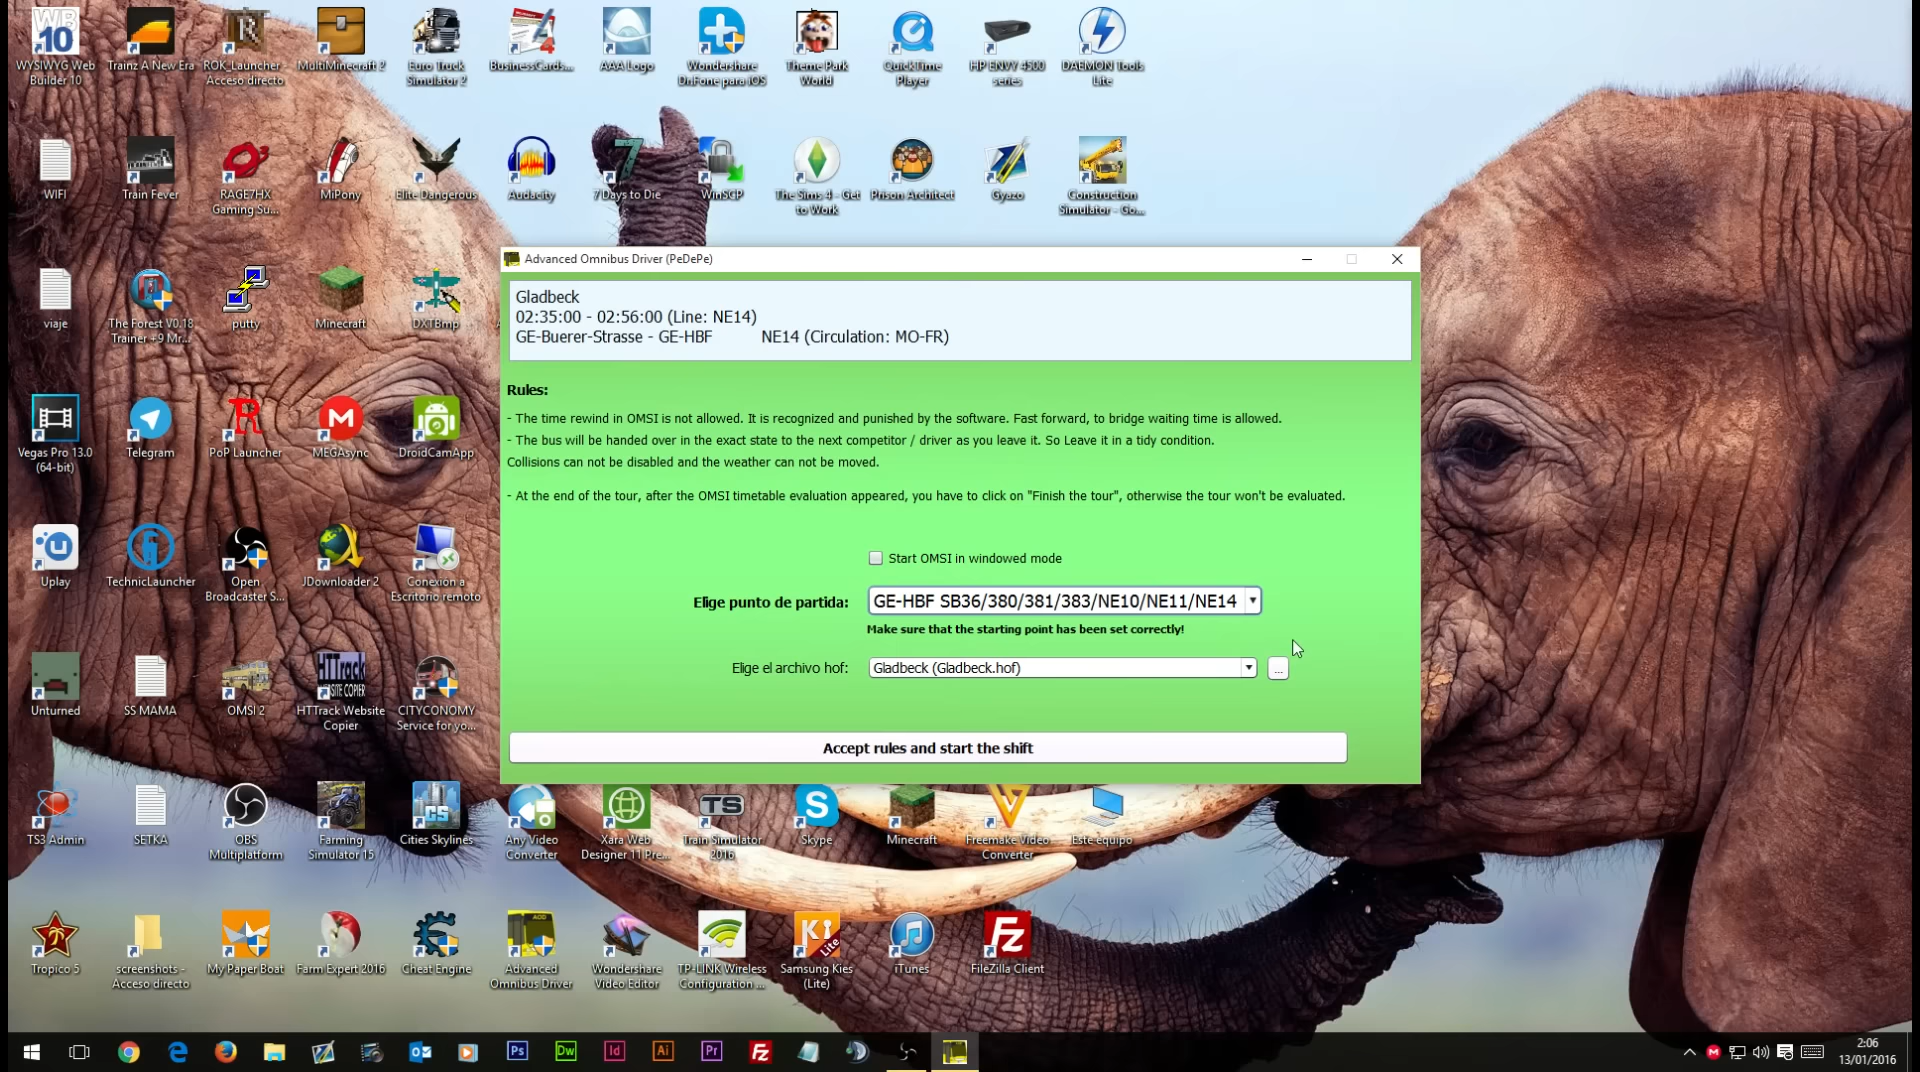 WYSIWYG Web
Builder 10
Trainz A New Era
ROK_Launcher -
Acceso directo
MultiMinecraft 2
Euro Truck
Simulator 2
BusinessCards...
AAA Logo
Wondershare
Dr.Fone para iOS
Theme Park
World
QuickTime
Player
HP ENVY 4500
series
DAEMON Tools
Lite
WIFI
Train Fever
RAGE7HX
Gaming Su...
MiPony
Elite Dangerous
Audacity
7 Days to Die
WinSCP
The Sims 4 - Get
to Work
Prison Architect
Gyazo
Construction
Simulator - Go...
viaje
The Forest V0.18
Trainer +9 Mr...
putty
Minecraft
DXTBmp
Vegas Pro 13.0
(64-bit)
Telegram
PoP Launcher
MEGAsync
DroidCamApp
Uplay
TechnicLauncher
Open
Broadcaster S...
JDownloader 2
Conexión a
Escritorio remoto
Unturned
SS MAMA
OMSI 2
HTTrack Website
Copier
CITYCONOMY
Service for yo...
Advanced Omnibus Driver (PeDePe)
Gladbeck
02:35:00 - 02:56:00 (Line: NE14)
GE-Buerer-Strasse - GE-HBF NE14 (Circulation: MO-FR)
Rules:
- The time rewind in OMSI is not allowed. It is recognized and punished by the software. Fast forward, to bridge waiting time is allowed.
- The bus will be handed over in the exact state to the next competitor / driver as you leave it. So Leave it in a tidy condition.
Collisions can not be disabled and the weather can not be moved.
- At the end of the tour, after the OMSI timetable evaluation appeared, you have to click on "Finish the tour", otherwise the tour won't be evaluated.
Start OMSI in windowed mode
Elige punto de partida: GE-HBF SB36/380/381/383/NE10/NE11/NE14
Make sure that the starting point has been set correctly!
Elige el archivo hof: Gladbeck (Gladbeck.hof) ...
Accept rules and start the shift
TS3 Admin
SETKA
OBS
Multiplatform
Farming
Simulator 15
Cities Skylines
Any Video
Converter
Xara Web
Designer 11 Pre...
Train Simulator
2016
Skype
Minecraft
Freemake Video
Converter
Este equipo
Tropico 5
screenshots -
Acceso directo
My Paper Boat
Farm Expert 2016
Cheat Engine
Advanced
Omnibus Driver
Wondershare
Video Editor
TP-LINK Wireless
Configuration ...
Samsung Kies
(Lite)
iTunes
FileZilla Client
2:06
13/01/2016